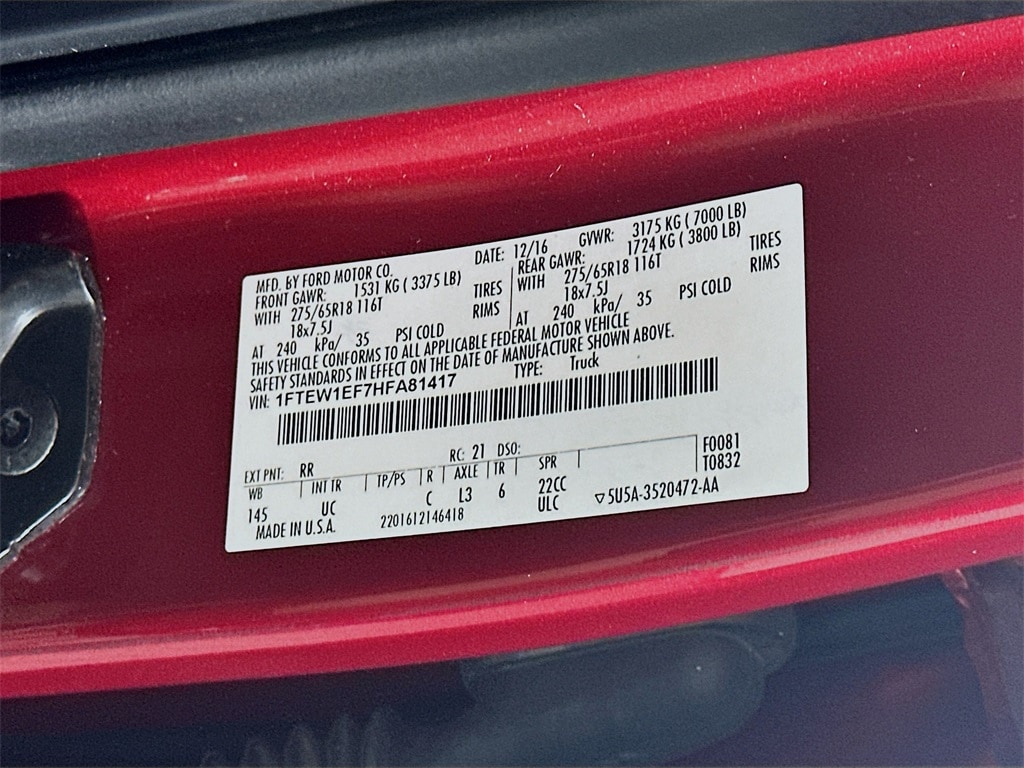 MFD. BY FORD MOTOR CO. DATE: 12/16 GVWR: 3175 KG ( 7000 LB)
FRONT GAWR: 1531 KG ( 3375 LB) REAR GAWR: 1724 KG ( 3800 LB)
WITH 275/65R18 116T TIRES WITH 275/65R18 116T TIRES
18x7.5J RIMS 18x7.5J RIMS
AT 240 kPa/ 35 PSI COLD AT 240 kPa/ 35 PSI COLD
THIS VEHICLE CONFORMS TO ALL APPLICABLE FEDERAL MOTOR VEHICLE
SAFETY STANDARDS IN EFFECT ON THE DATE OF MANUFACTURE SHOWN ABOVE.
VIN: 1FTEW1EF7HFA81417 TYPE: Truck
EXT PNT: RR RC: 21 DSO: F0081
WB INT TR TP/PS R AXLE TR SPR T0832
145 UC C L3 6 22CC
ULC ▽5U5A-3520472-AA
MADE IN U.S.A. 2201612146418